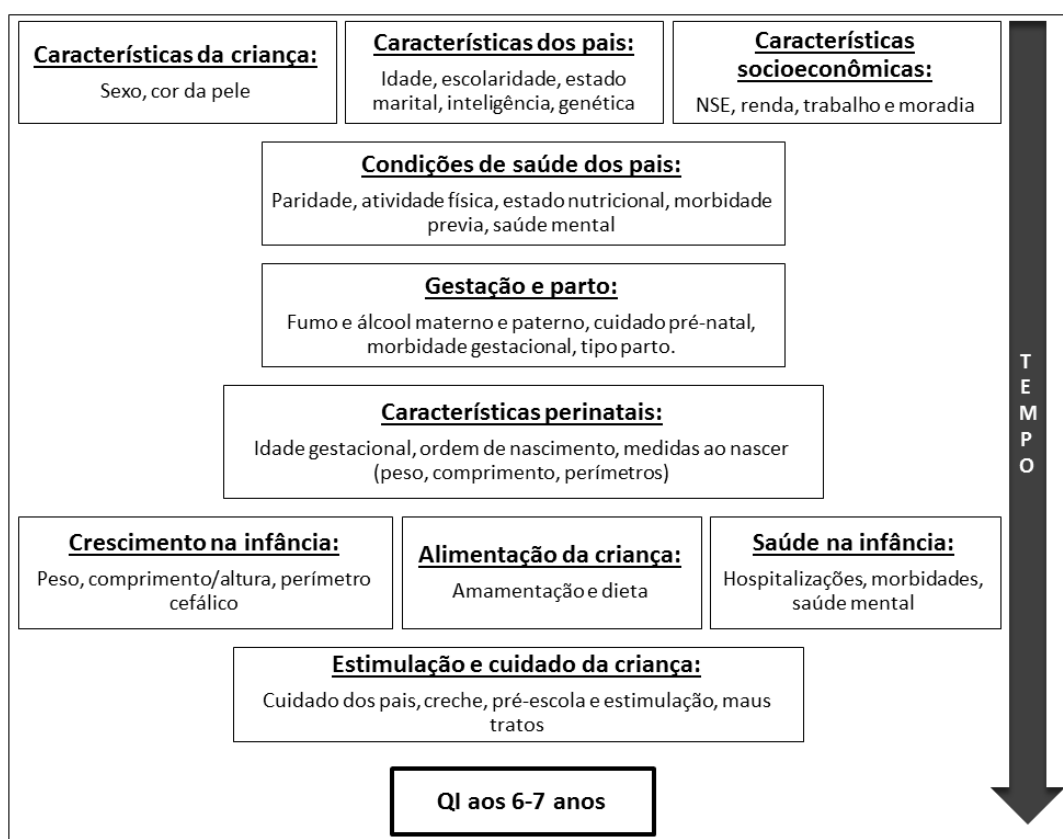 Características da criança:
Sexo, cor da pele
Características dos pais:
Idade, escolaridade, estado
marital, inteligência, genética
Características
socioeconômicas:
NSE, renda, trabalho e moradia
Condições de saúde dos pais:
Paridade, atividade física, estado nutricional, morbidade
previa, saúde mental
Gestação e parto:
Fumo e álcool materno e paterno, cuidado pré-natal,
morbidade gestacional, tipo parto.
Características perinatais:
Idade gestacional, ordem de nascimento, medidas ao nascer
(peso, comprimento, perímetros)
Crescimento na infância:
Peso, comprimento/altura, perímetro
cefálico
Alimentação da criança:
Amamentação e dieta
Saúde na infância:
Hospitalizações, morbidades,
saúde mental
Estimulação e cuidado da criança:
Cuidado dos pais, creche, pré-escola e estimulação, maus
tratos
QI aos 6-7 anos
TEMPO